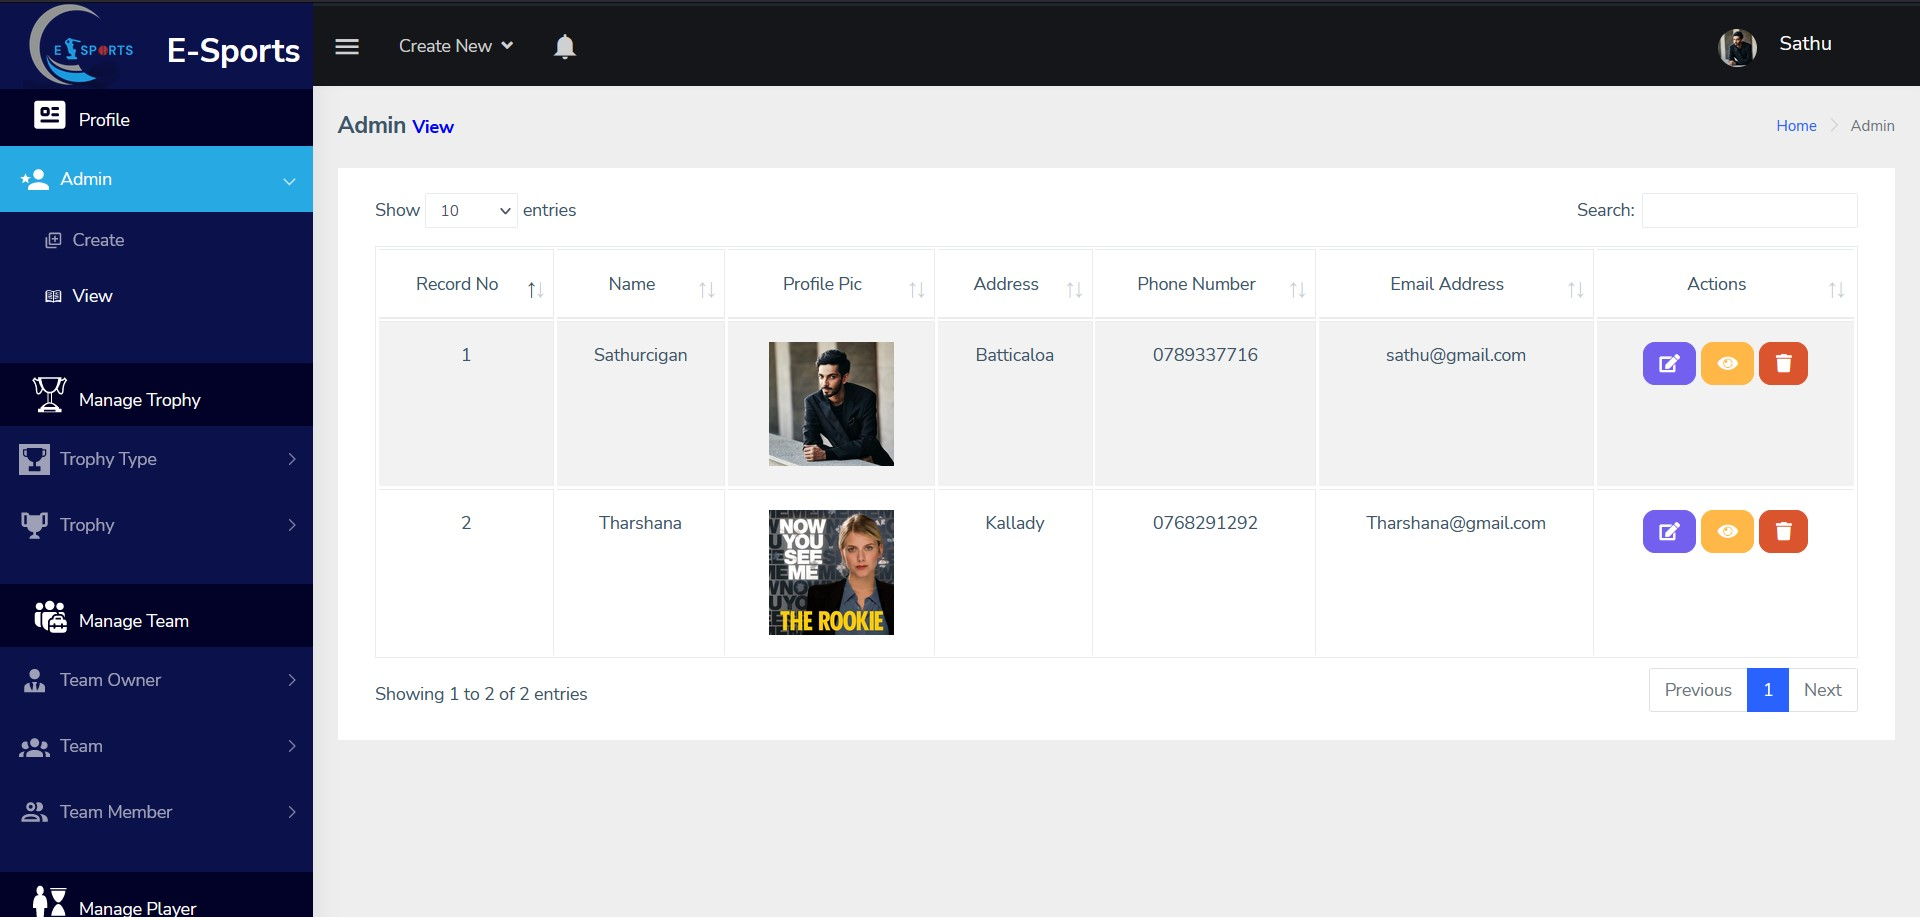 E SPORTS
E-Sports
Create New
Sathu
Profile
Admin
Create
View
Manage Trophy
Trophy Type
Trophy
Manage Team
Team Owner
Team
Team Member
Manage Player
Admin View
Home Admin
Show 10 entries
Search:
Record No Name Profile Pic Address Phone Number Email Address Actions
1 Sathurcigan Batticaloa 0789337716 sathu@gmail.com
2 Tharshana Kallady 0768291292 Tharshana@gmail.com
NOW
YOU
SEE
ME
THE ROOKIE
Showing 1 to 2 of 2 entries
Previous 1 Next